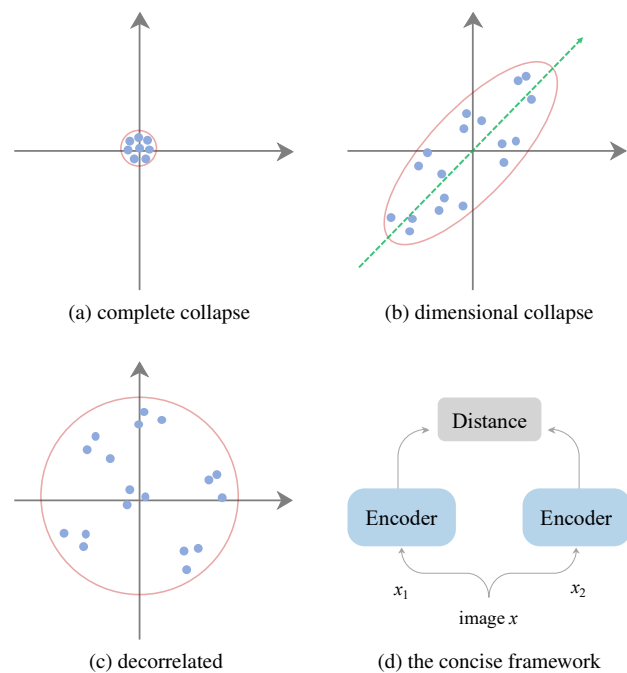 (a) complete collapse
(b) dimensional collapse
Distance
Encoder
Encoder
x₁
x₂
image x
(c) decorrelated
(d) the concise framework